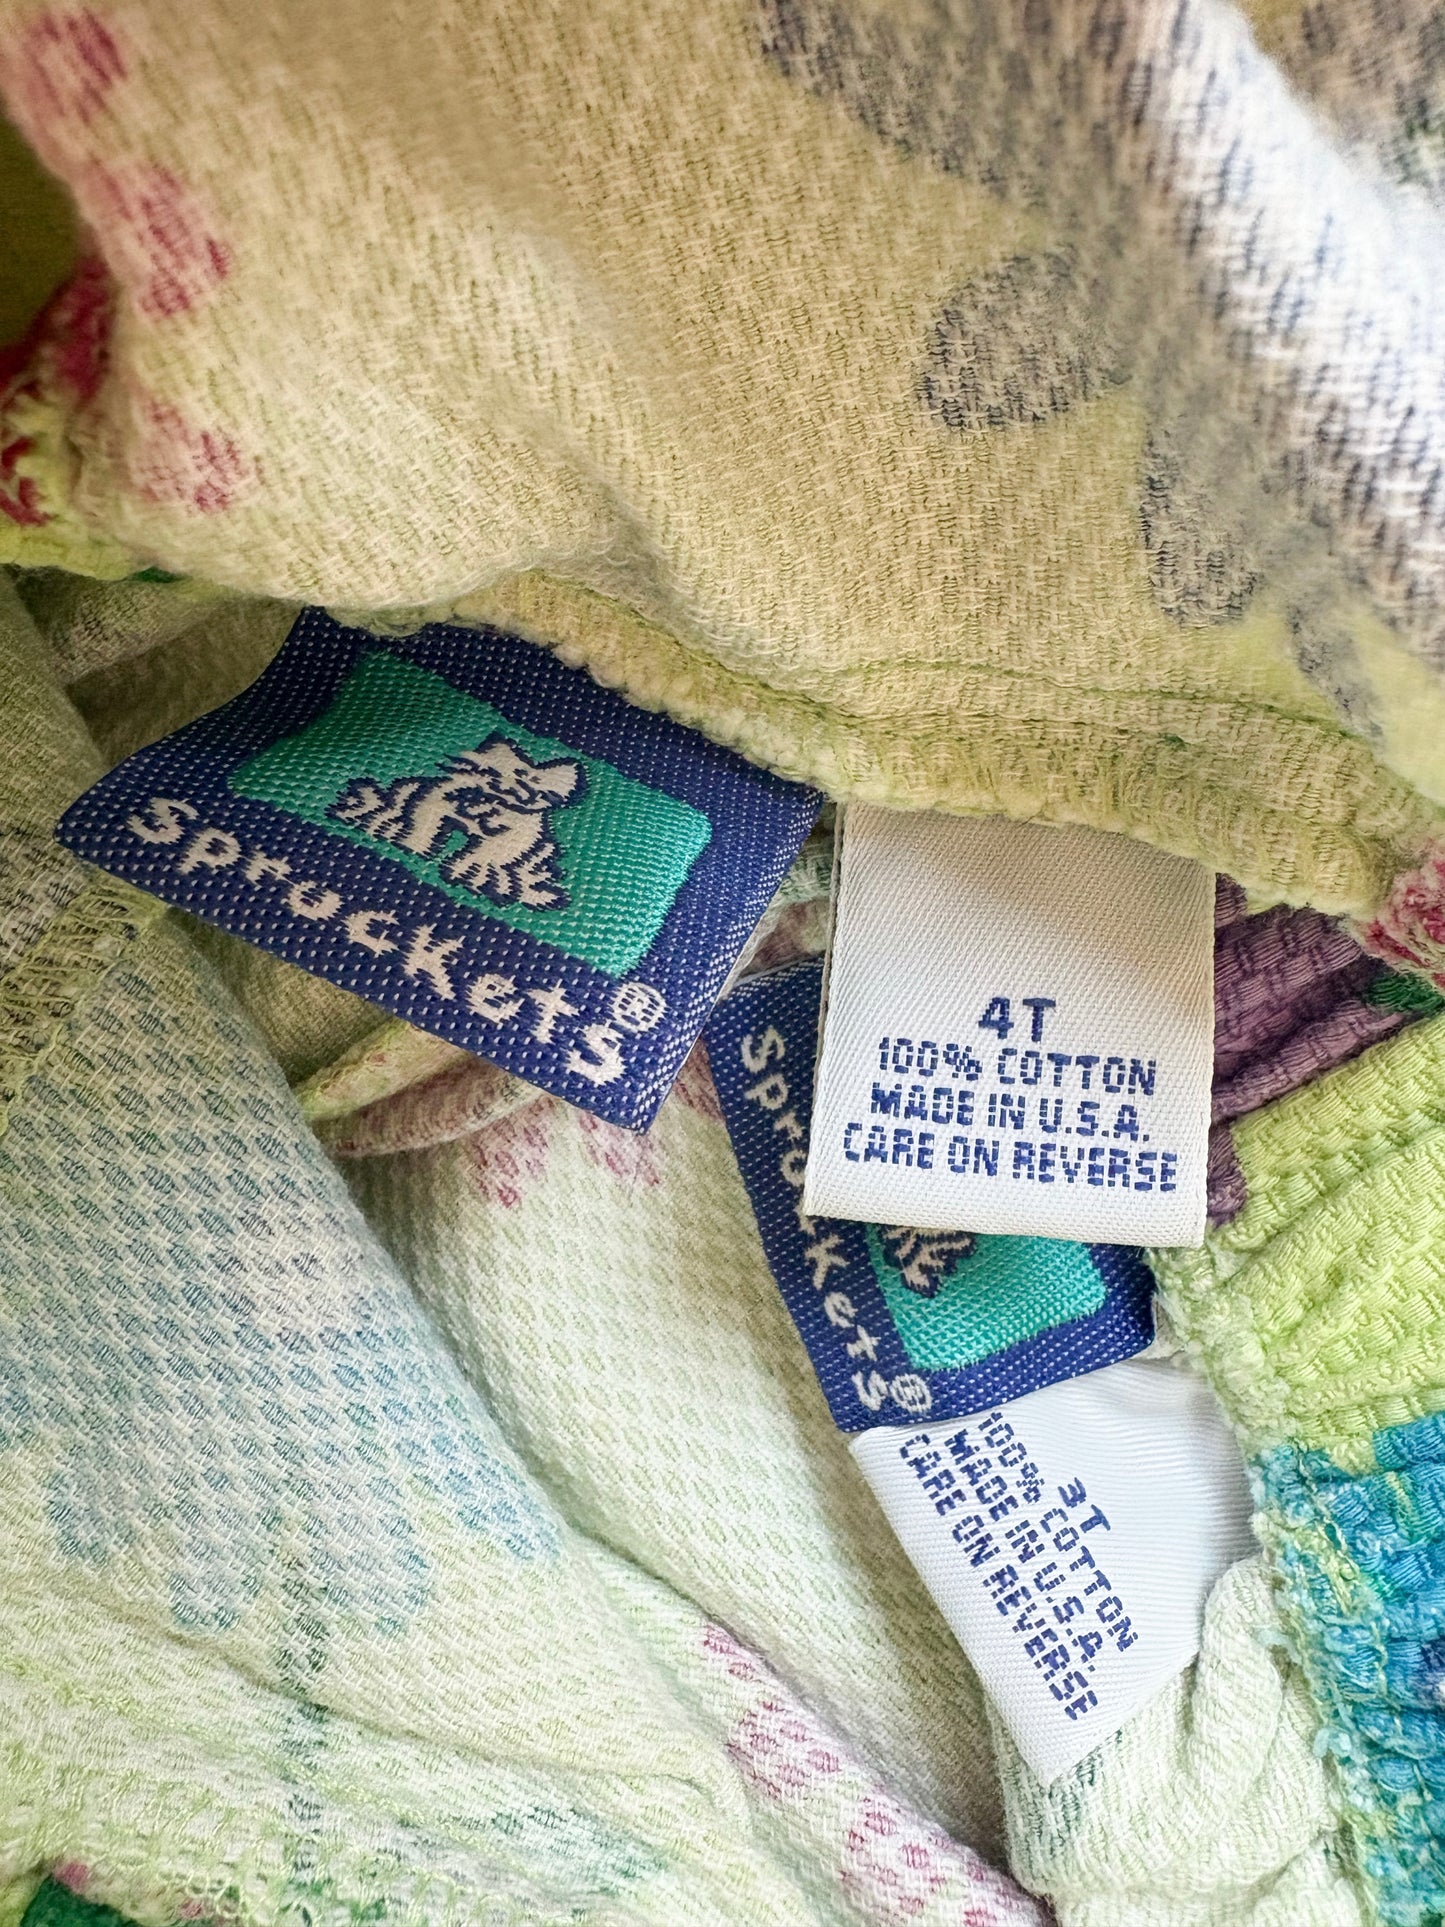 Sprockets®
4T
100% COTTON
MADE IN U.S.A.
CARE ON REVERSE
Sprockets®
3T
100% COTTON
MADE IN U.S.A.
CARE ON REVERSE